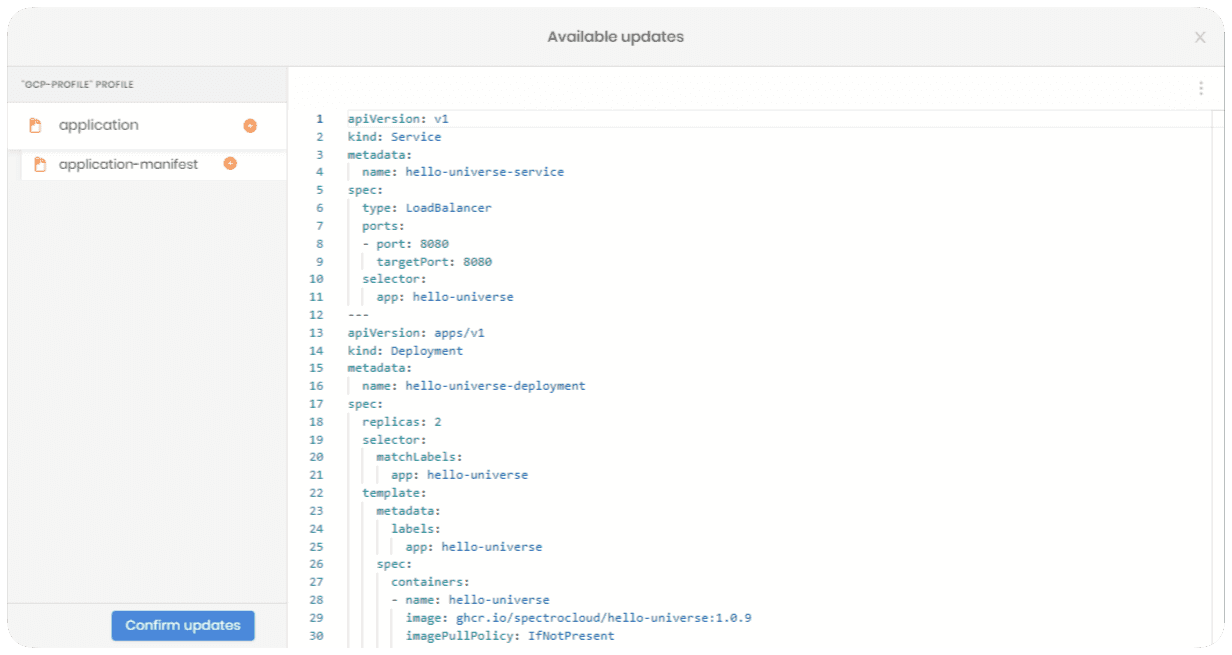 Available updates
"GCP-PROFILE" PROFILE
application
application-manifest
1 apiVersion: v1
2 kind: Service
3 metadata:
4   name: hello-universe-service
5 spec:
6   type: LoadBalancer
7   ports:
8   - port: 8080
9     targetPort: 8080
10   selector:
11     app: hello-universe
12 ---
13 apiVersion: apps/v1
14 kind: Deployment
15 metadata:
16   name: hello-universe-deployment
17 spec:
18   replicas: 2
19   selector:
20     matchLabels:
21       app: hello-universe
22   template:
23     metadata:
24       labels:
25         app: hello-universe
26     spec:
27       containers:
28       - name: hello-universe
29         image: ghcr.io/spectrocloud/hello-universe:1.0.9
30         imagePullPolicy: IfNotPresent
Confirm updates